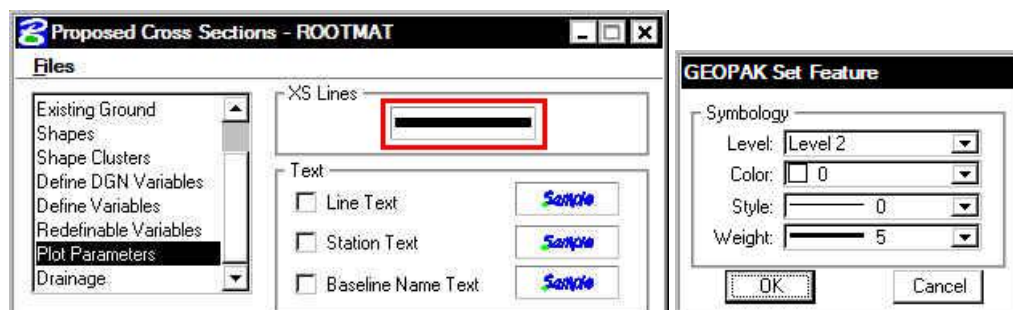 Proposed Cross Sections - ROOTMAT
Files
Existing Ground
Shapes
Shape Clusters
Define DGN Variables
Define Variables
Redefinable Variables
Plot Parameters
Drainage
XS Lines
Text
Line Text
Sample
Station Text
Sample
Baseline Name Text
Sample
GEOPAK Set Feature
Symbology
Level: Level 2
Color: 0
Style: 0
Weight: 5
OK
Cancel